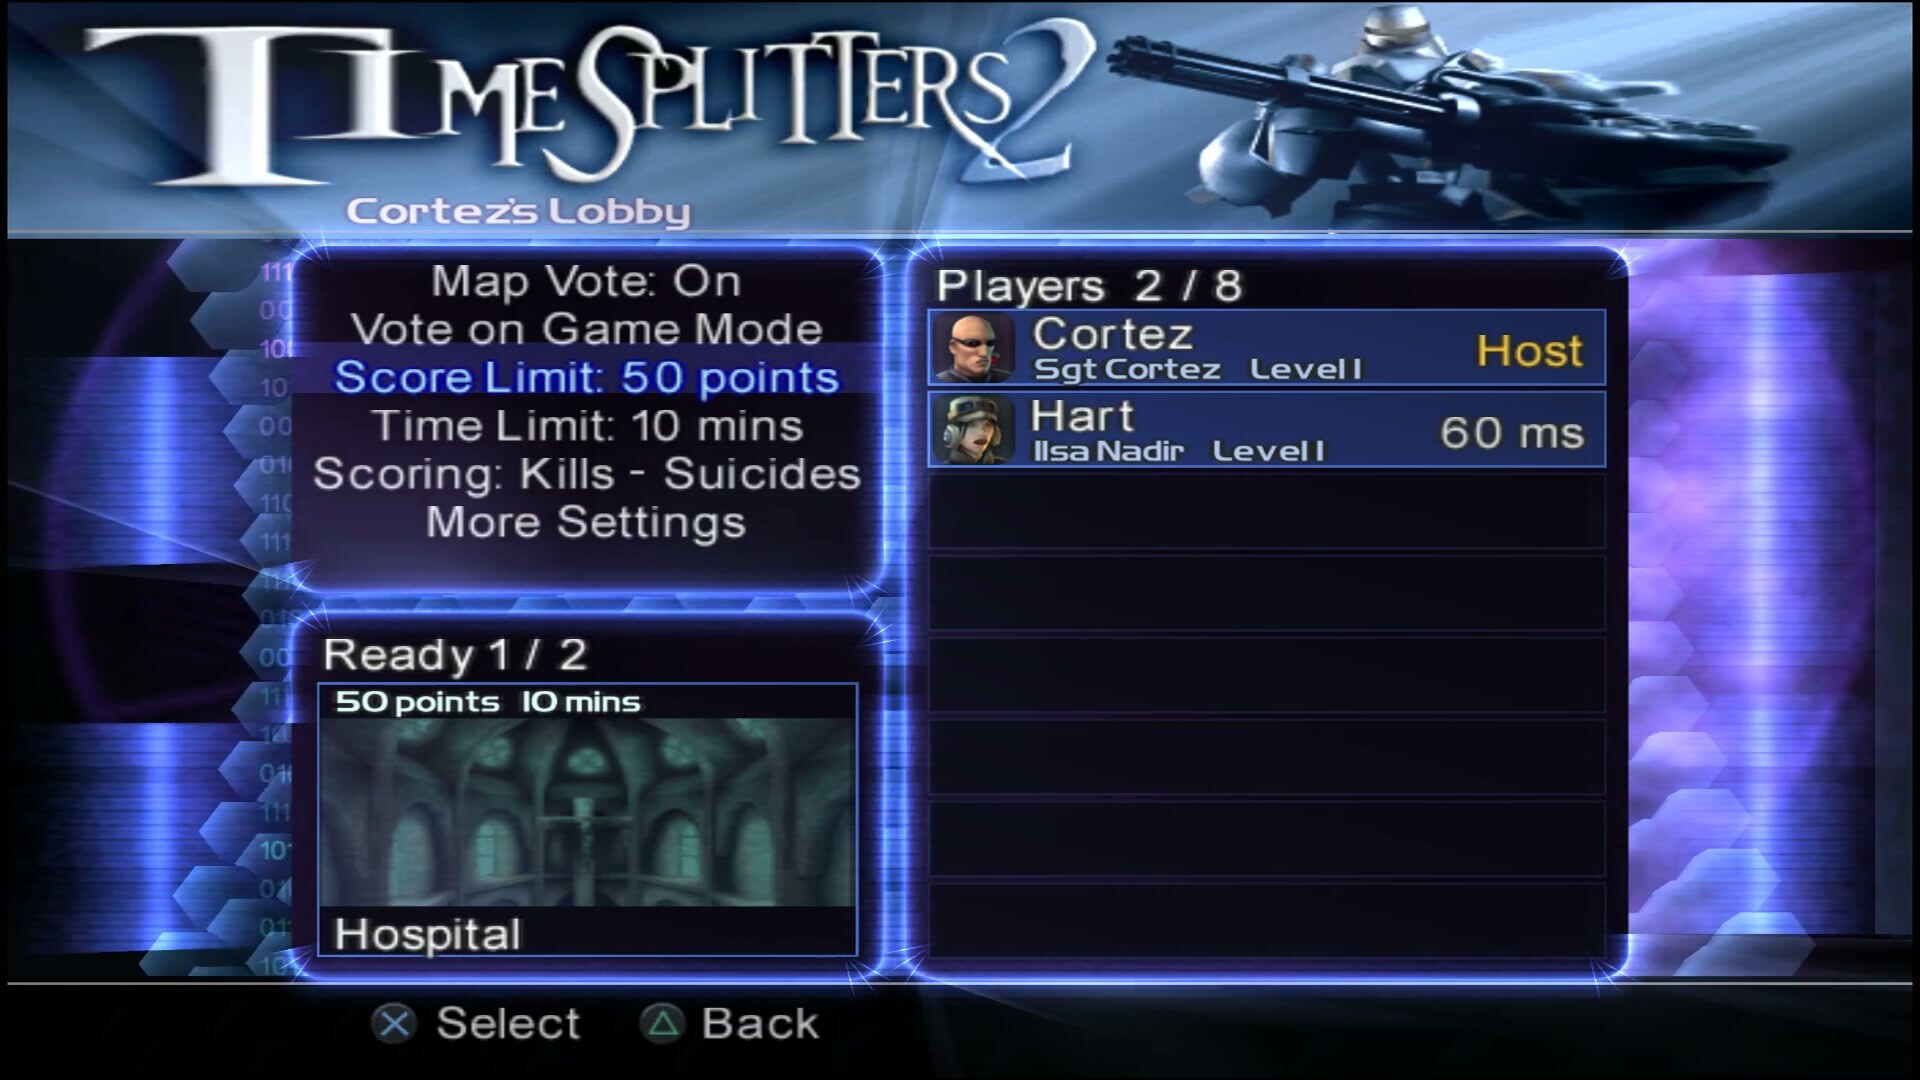 TIMESPLITTERS 2
Cortez's Lobby
Map Vote: On
Vote on Game Mode
Score Limit: 50 points
Time Limit: 10 mins
Scoring: Kills - Suicides
More Settings
Ready 1 / 2
50 points 10 mins
Hospital
Players 2 / 8
Cortez
Sgt Cortez Level 1
Host
Hart
Ilsa Nadir Level 1
60 ms
Select Back